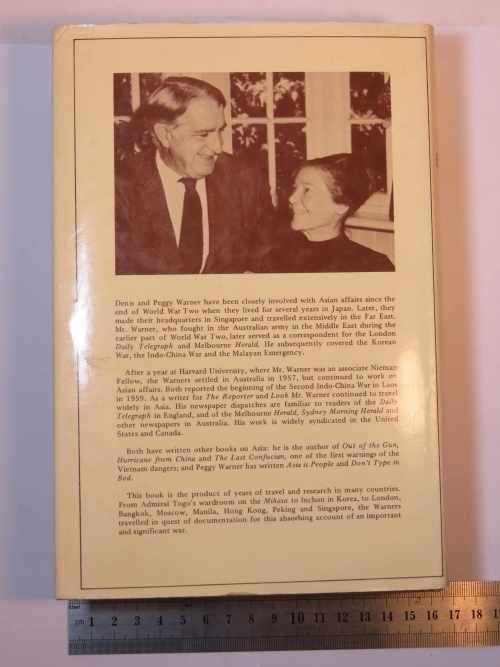 Denis and Peggy Warner have been closely involved with Asian affairs since the
end of World War Two when they lived for several years in Japan. Later, they
made their headquarters in Singapore and travelled extensively in the Far East.
Mr. Warner, who fought in the Australian army in the Middle East during the
earlier part of World War Two, later served as a correspondent for the London
Daily Telegraph and Melbourne Herald. He subsequently covered the Korean
War, the Indo-China War and the Malayan Emergency.
After a year at Harvard University, where Mr. Warner was an associate Nieman
Fellow, the Warners settled in Australia in 1957, but continued to work on
Asian affairs. Both reported the beginning of the Second Indo-China War in Laos
in 1959. As a writer for The Reporter and Look Mr. Warner continued to travel
widely in Asia. His newspaper dispatches are familiar to readers of the Daily
Telegraph in England, and of the Melbourne Herald, Sydney Morning Herald and
other newspapers in Australia. His work is widely syndicated in the United
States and Canada.
Both have written other books on Asia: he is the author of Out of the Gun,
Hurricane from China and The Last Confucian, one of the first warnings of the
Vietnam dangers; and Peggy Warner has written Asia is People and Don't Type in
Bed.
This book is the product of years of travel and research in many countries.
From Admiral Togo's wardroom on the Mikasa to Inchon in Korea, to London,
Bangkok, Moscow, Manila, Hong Kong, Peking and Singapore, the Warners
travelled in quest of documentation for this absorbing account of an important
and significant war.
cm 1 2 3 4 5 6 7 8 9 10 11 12 13 14 15 16 17 18 19